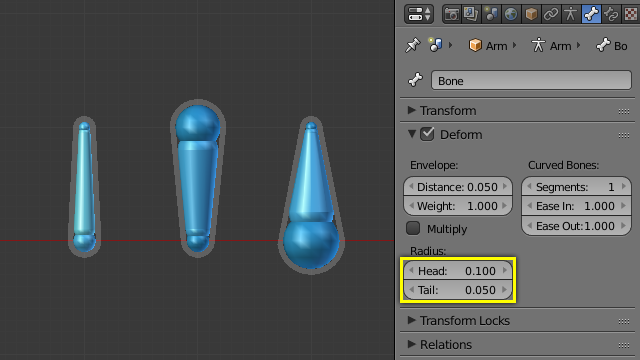 Arm
Arm
Bo
Bone
Transform
Deform
Envelope:
Curved Bones:
Distance: 0.050
Segments: 1
Weight: 1.000
Ease In: 1.000
Ease Out: 1.000
Multiply
Radius:
Head: 0.100
Tail: 0.050
Transform Locks
Relations